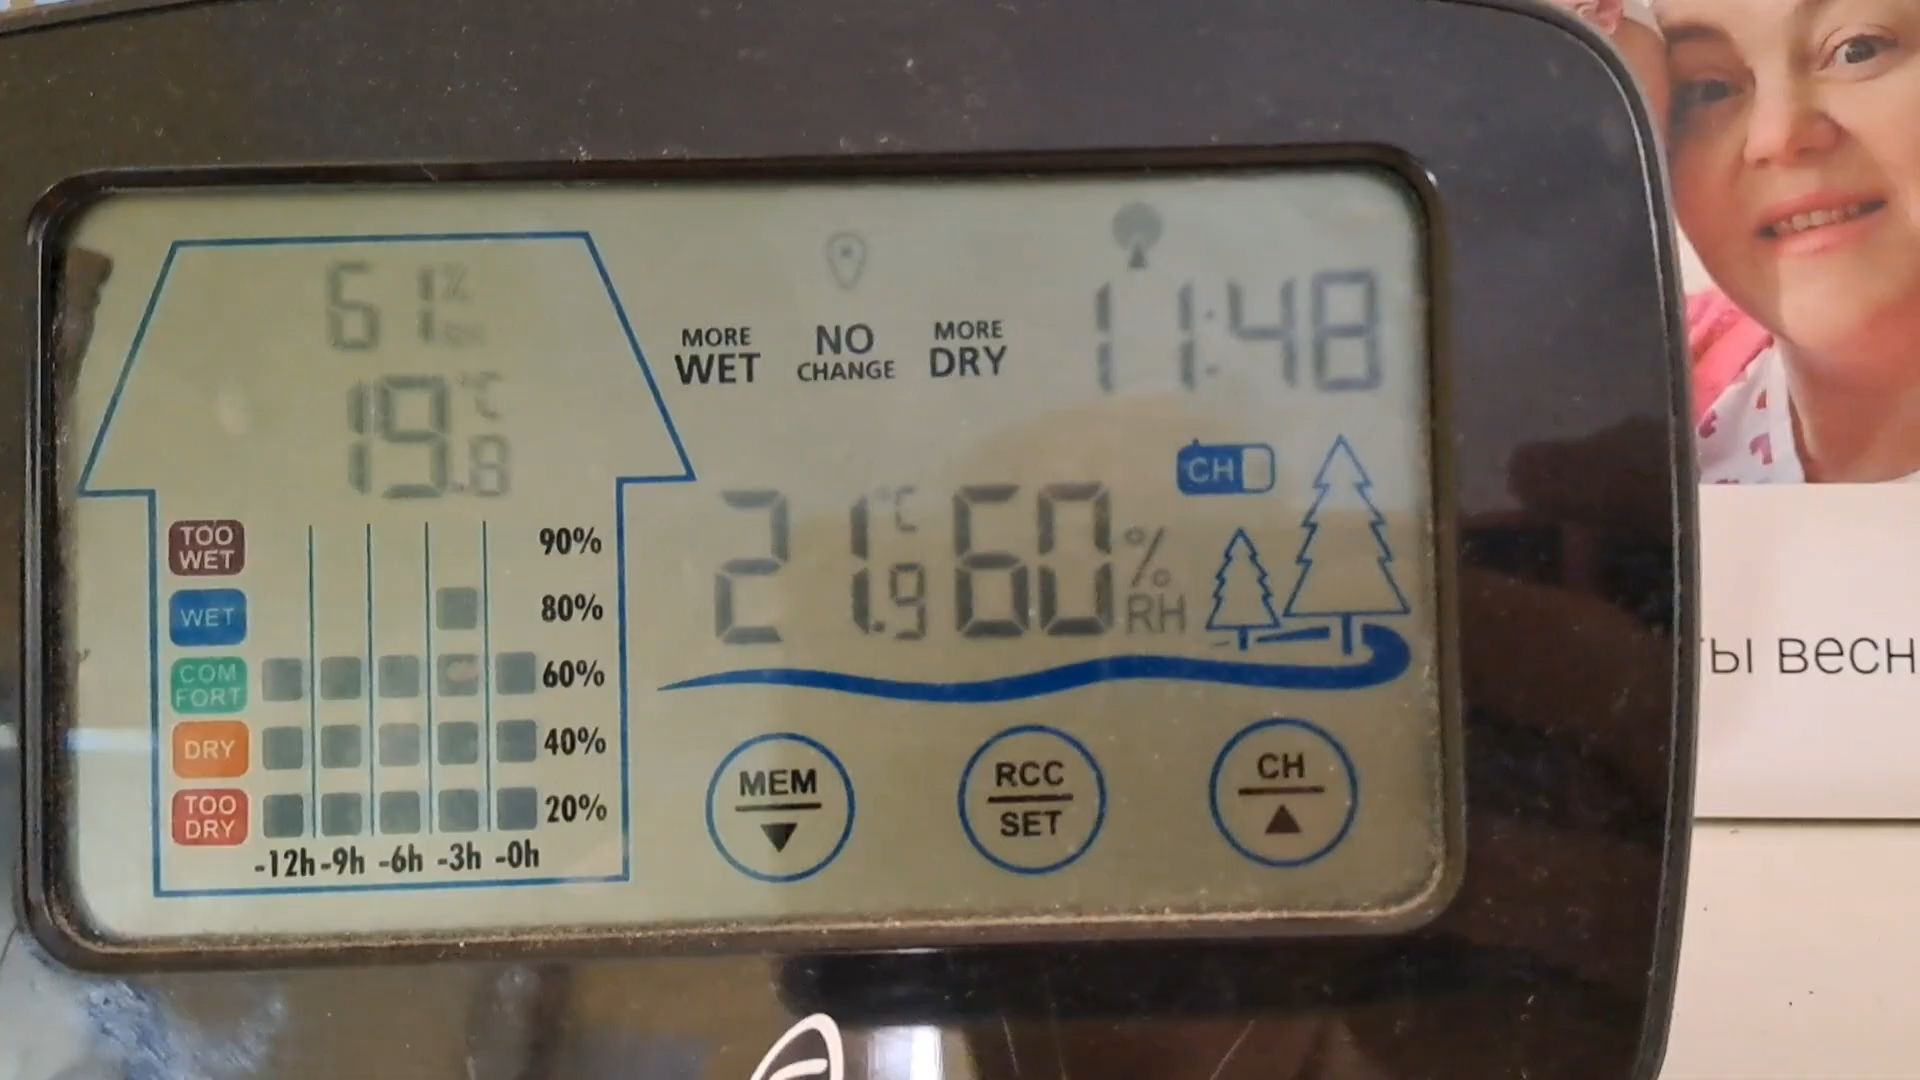 61%
19.8°C
MORE WET
NO CHANGE
MORE DRY
11:48
CH
21.9°C 60% RH
TOO WET
90%
WET
80%
COM FORT
60%
DRY
40%
TOO DRY
20%
-12h -9h -6h -3h -0h
MEM
RCC SET
CH
ты весн